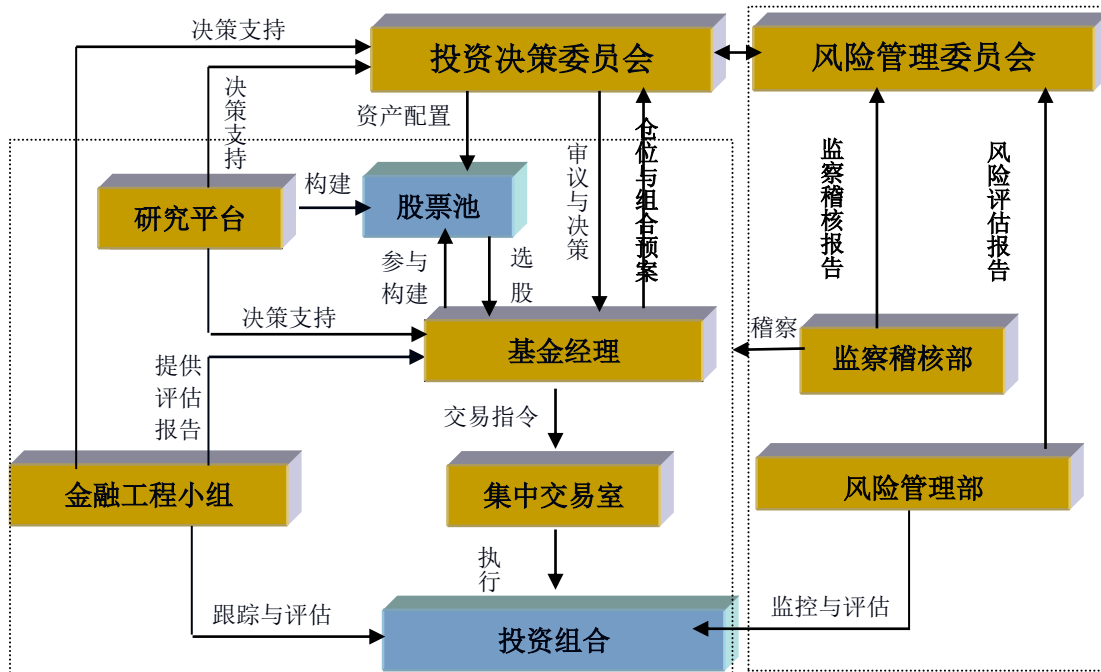 决策支持
投资决策委员会
风险管理委员会
决策支持
资产配置
仓位与组合预案
审议与决策
监察稽核报告
风险评估报告
研究平台
构建
股票池
参与
构建
选股
决策支持
基金经理
稽察
监察稽核部
提供
评估
报告
交易指令
金融工程小组
集中交易室
风险管理部
执行
跟踪与评估
投资组合
监控与评估